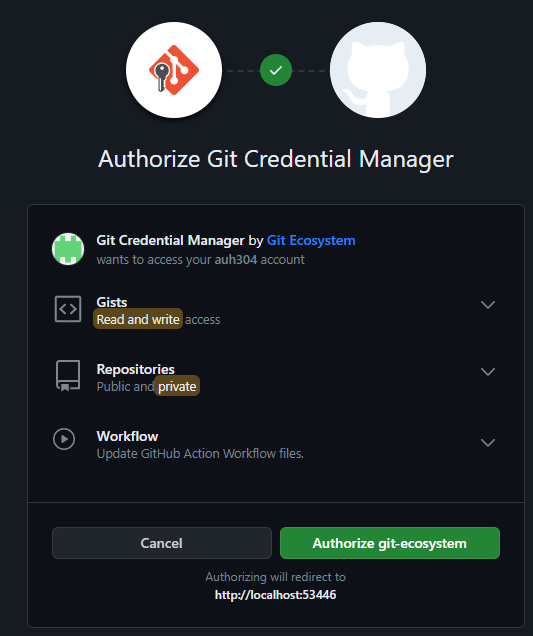 Authorize Git Credential Manager
Git Credential Manager by Git Ecosystem
wants to access your auh304 account
Gists
Read and write access
Repositories
Public and private
Workflow
Update GitHub Action Workflow files.
Cancel
Authorize git-ecosystem
Authorizing will redirect to
http://localhost:53446